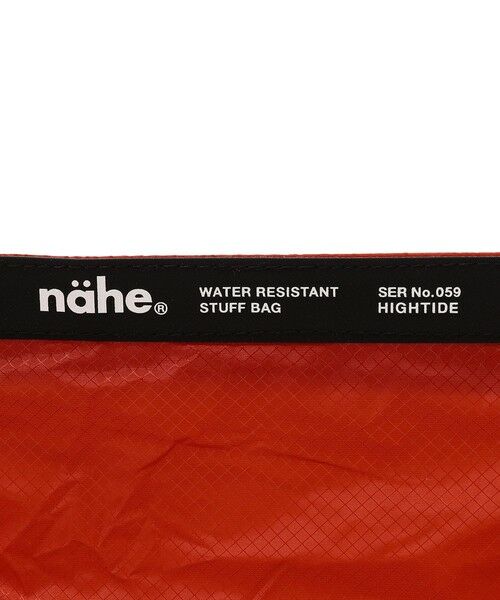 nähe®
WATER RESISTANT
STUFF BAG
SER No.059
HIGHTIDE